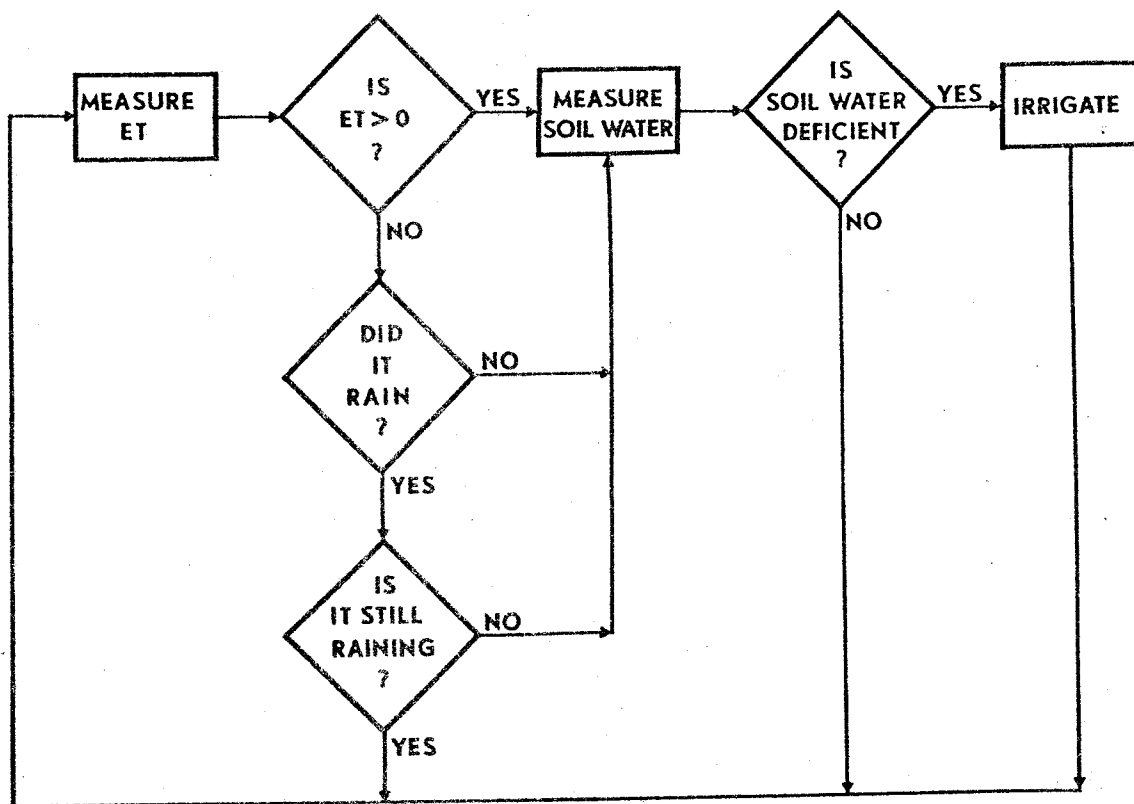 MEASURE
ET
IS
ET > 0
?
YES
NO
MEASURE
SOIL WATER
IS
SOIL WATER
DEFICIENT
?
YES
NO
IRRIGATE
DID
IT
RAIN
?
NO
YES
IS
IT STILL
RAINING
?
NO
YES